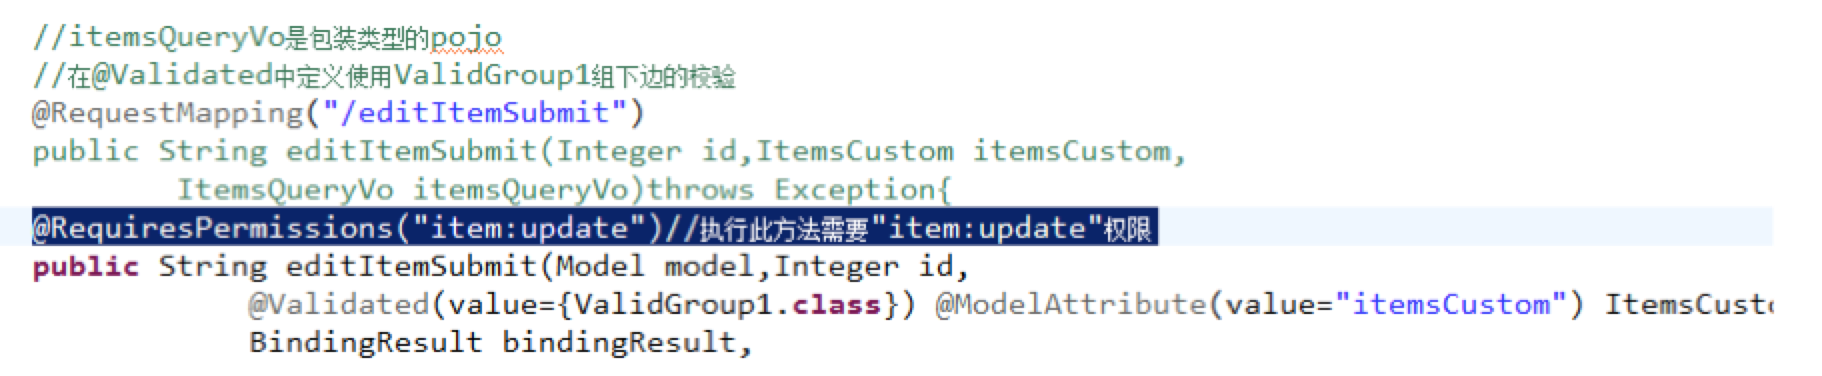 //itemsQueryVo是包装类型的pojo
//在@Validated中定义使用ValidGroup1组下边的校验
@RequestMapping("/editItemSubmit")
public String editItemSubmit(Integer id,ItemsCustom itemsCustom,
ItemsQueryVo itemsQueryVo)throws Exception{
@RequiresPermissions("item:update")//执行此方法需要"item:update"权限
public String editItemSubmit(Model model,Integer id,
@Validated(value={ValidGroup1.class}) @ModelAttribute(value="itemsCustom")
BindingResult bindingResult,